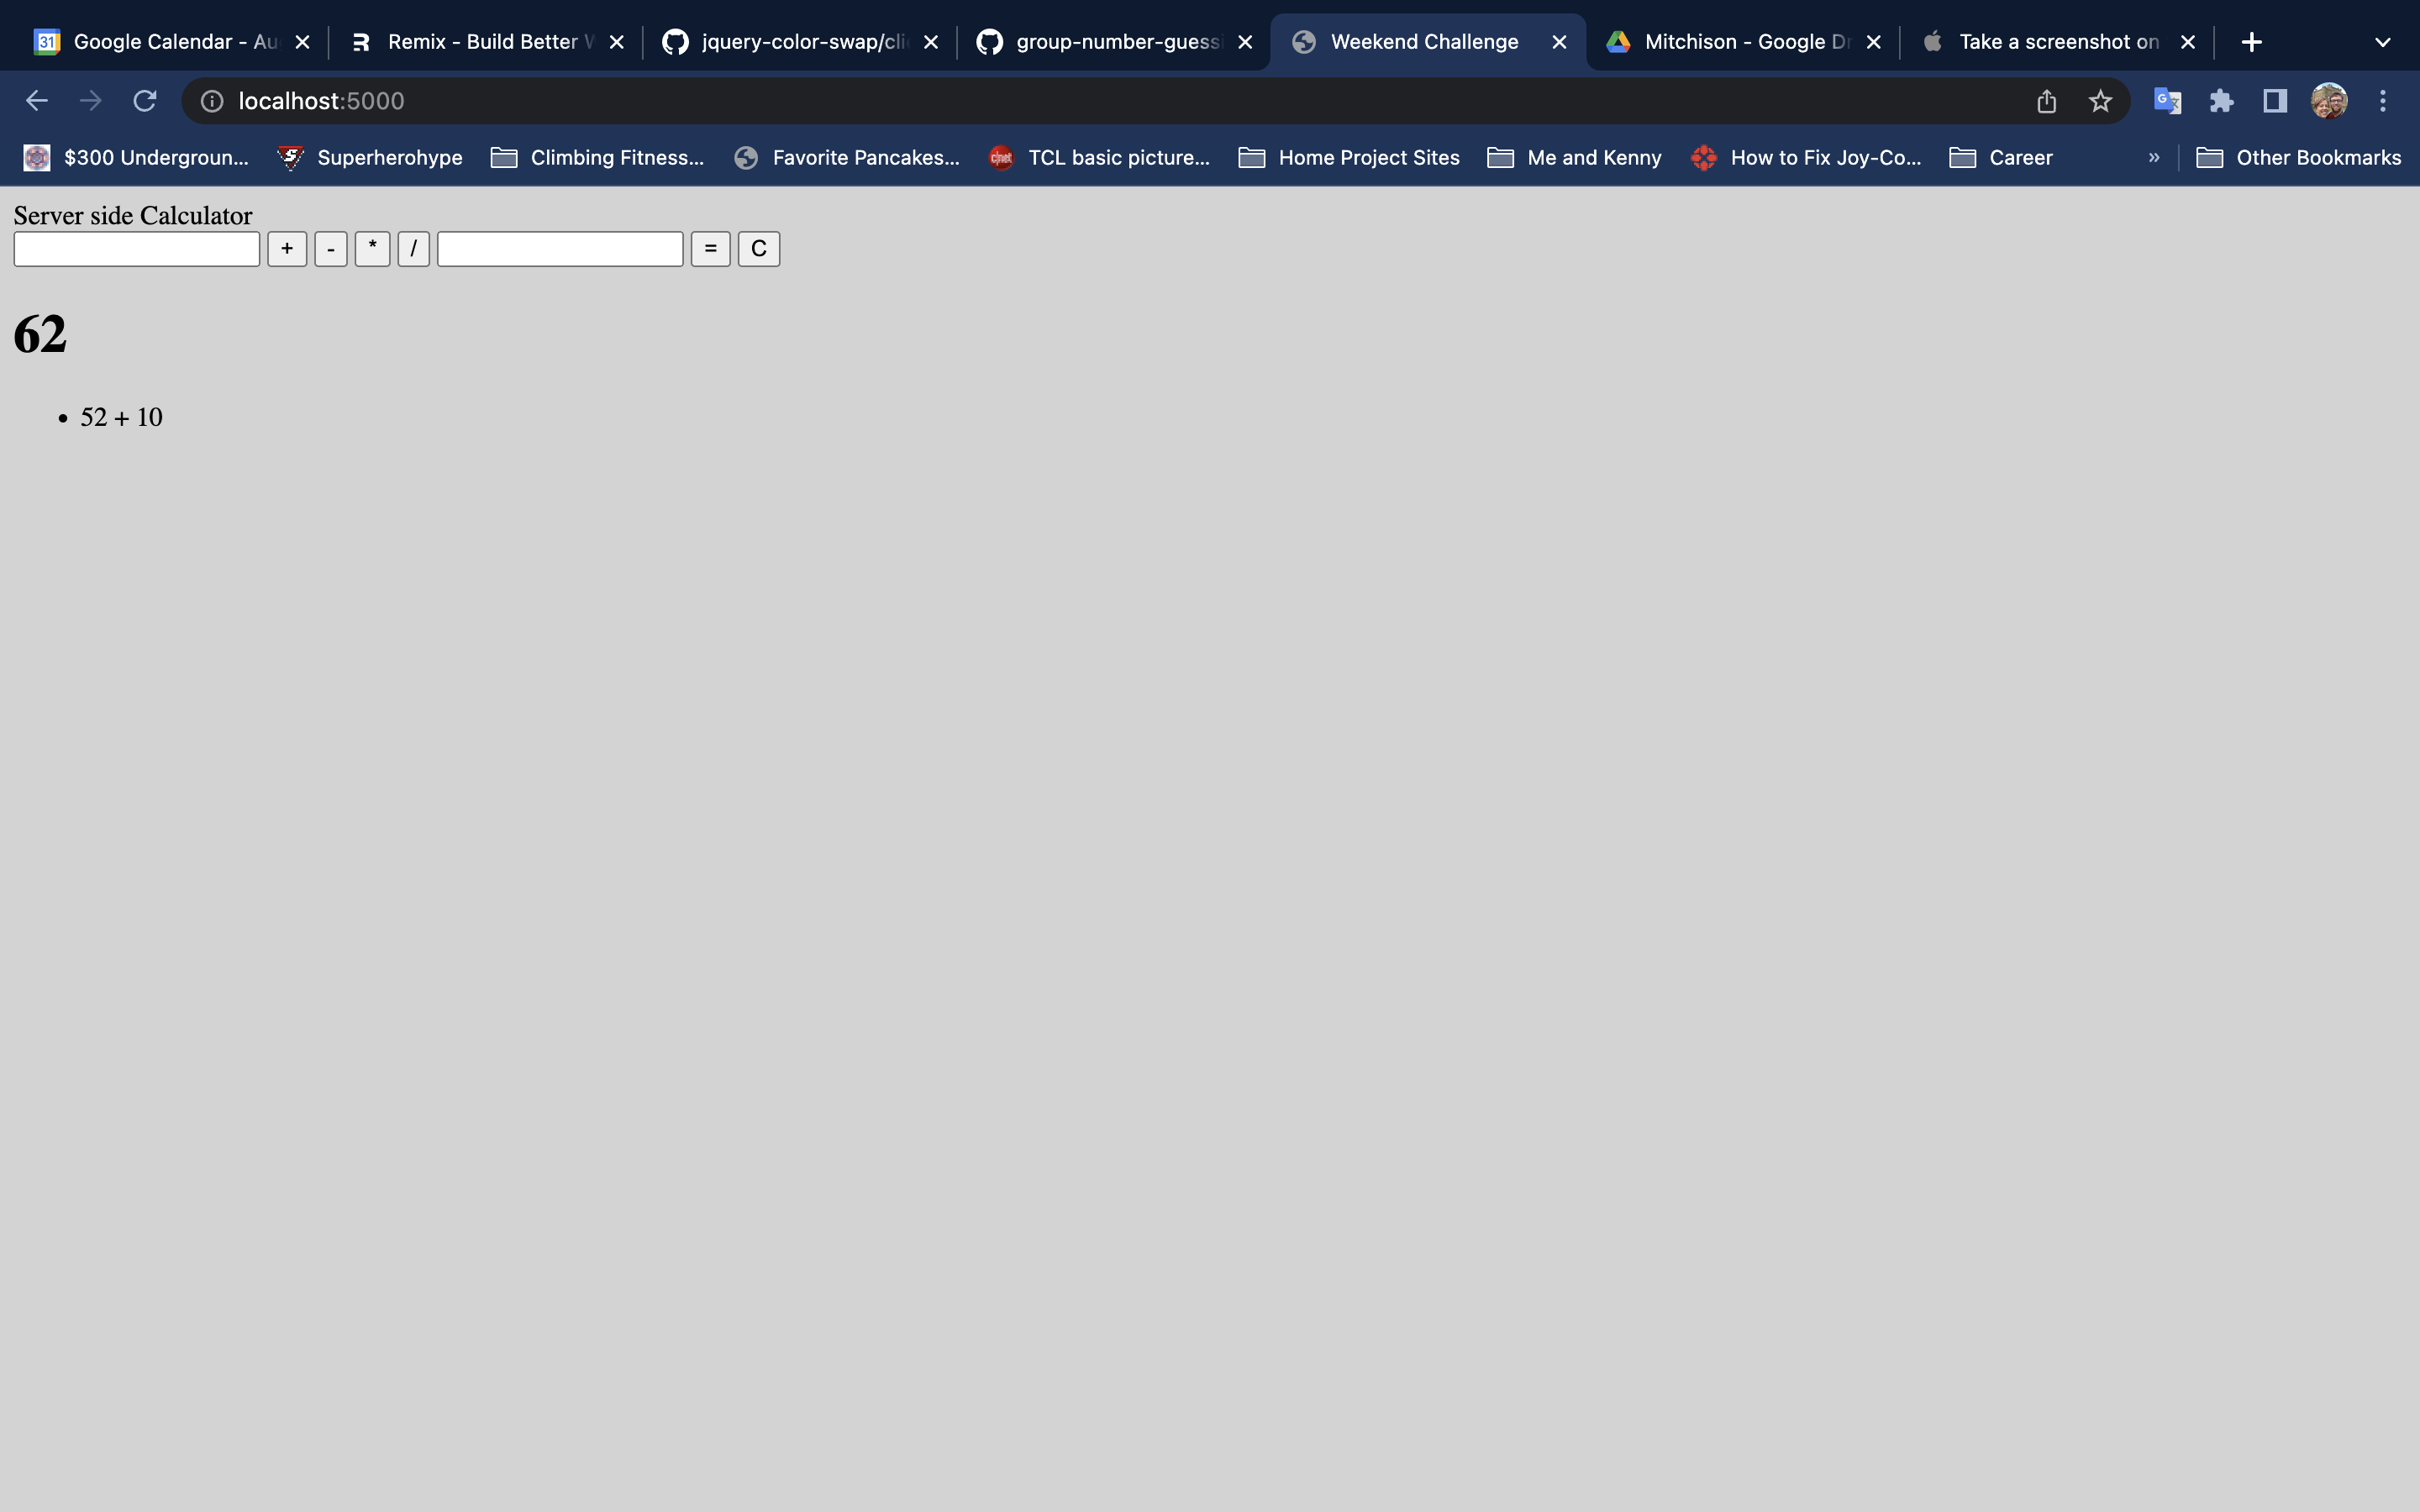 31 Google Calendar - Au Remix - Build Better jquery-color-swap/cli group-number-guessi Weekend Challenge Mitchison - Google Dr Take a screenshot on
localhost:5000
$300 Undergroun... S Superherohype Climbing Fitness... Favorite Pancakes... c|net TCL basic picture... Home Project Sites Me and Kenny How to Fix Joy-Co... Career » Other Bookmarks
Server side Calculator
+ - * / = C
62
• 52 + 10